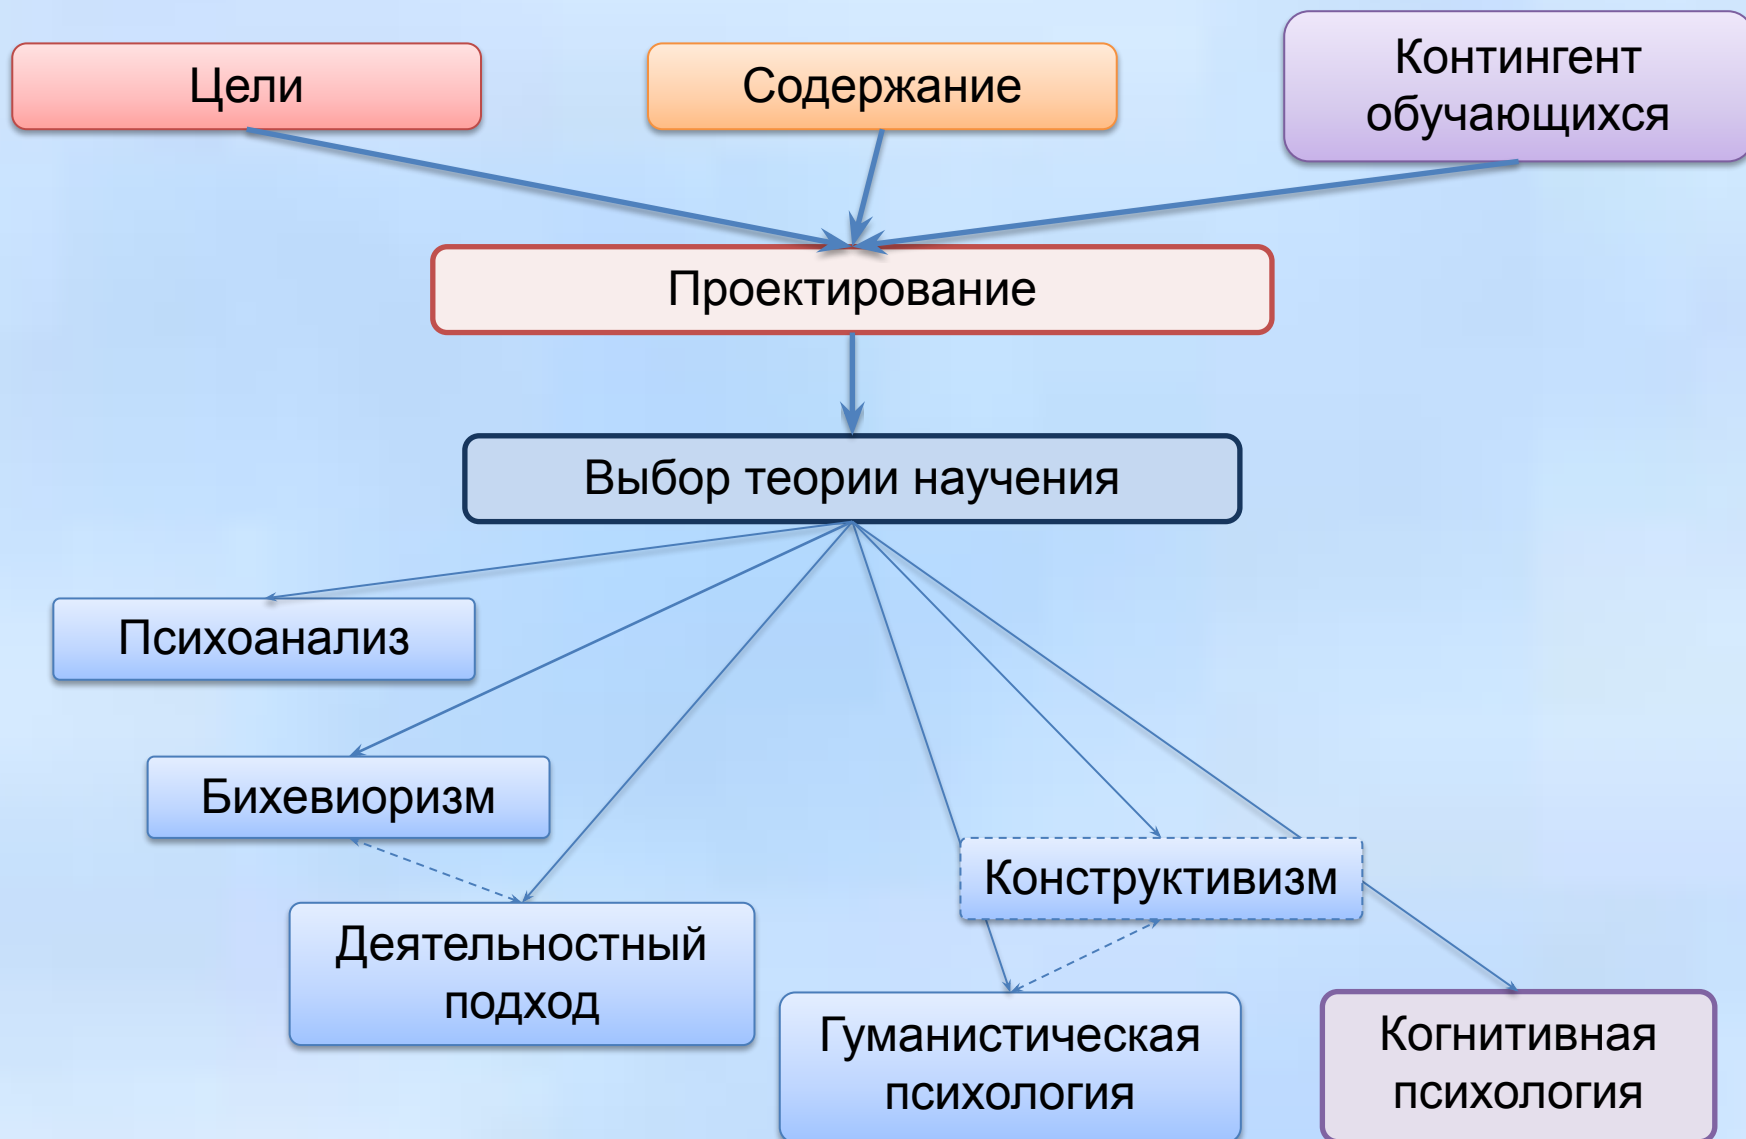 Цели
Содержание
Контингент
обучающихся
Проектирование
Выбор теории научения
Психоанализ
Бихевиоризм
Конструктивизм
Деятельностный
подход
Гуманистическая
психология
Когнитивная
психология